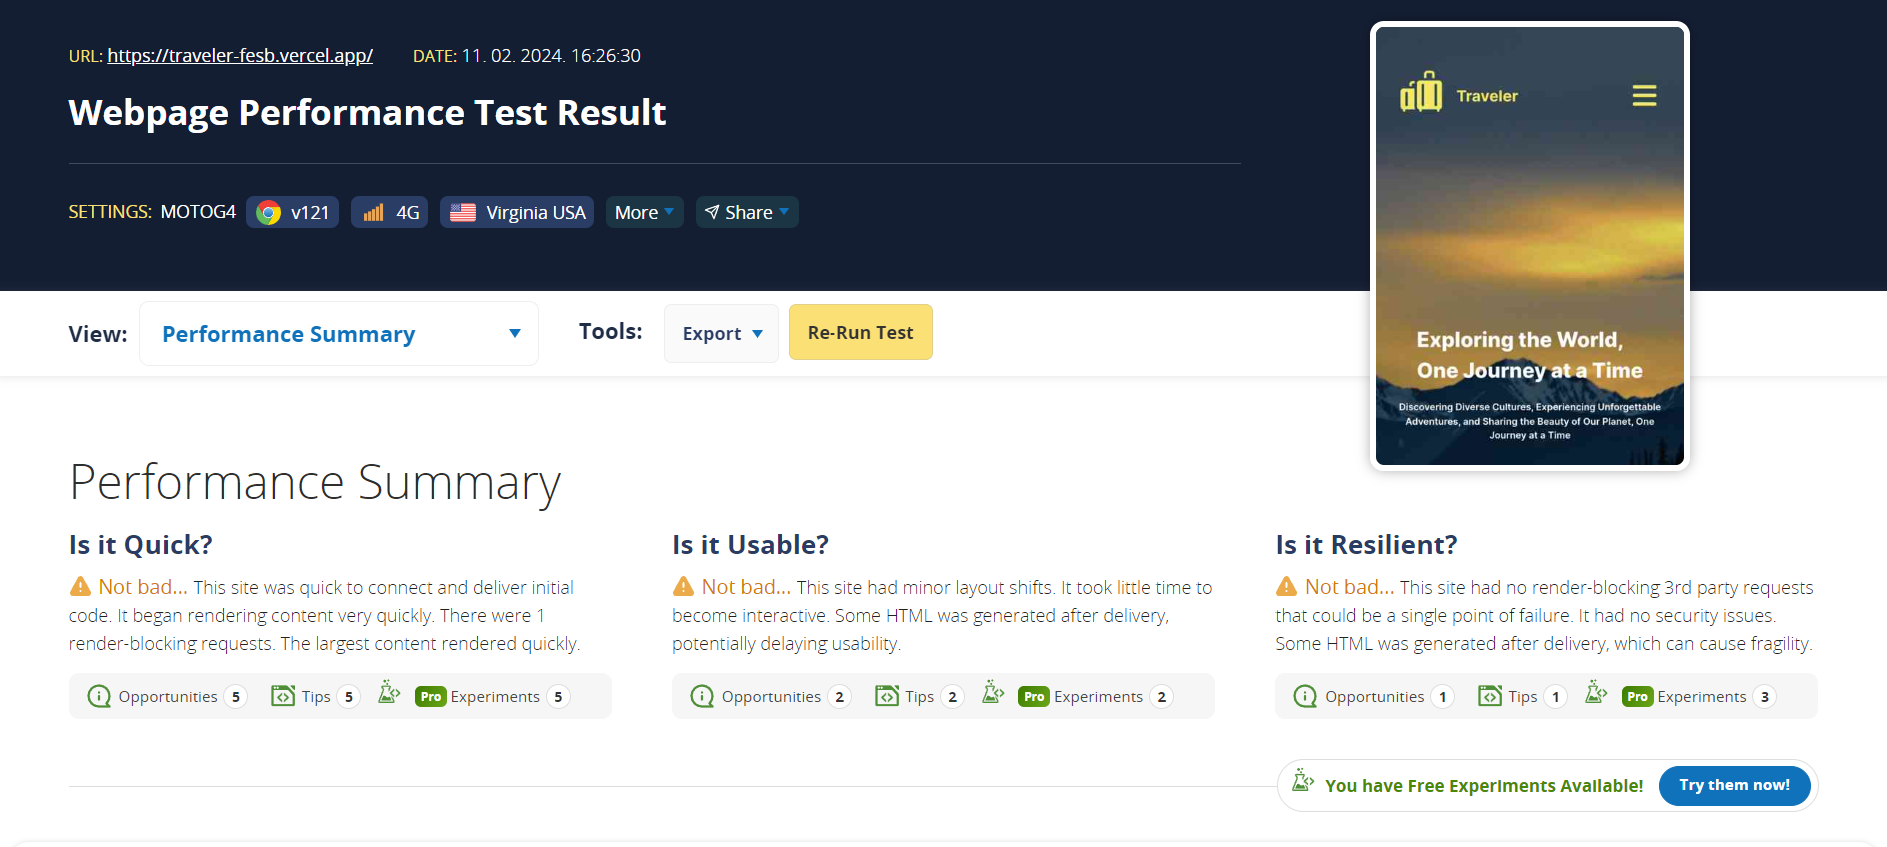 URL: https://traveler-fesb.vercel.app/ DATE: 11. 02. 2024. 16:26:30
Webpage Performance Test Result
SETTINGS: MOTOG4 v121 4G Virginia USA More Share
Traveler
Exploring the World,
One Journey at a Time
Discovering Diverse Cultures, Experiencing Unforgettable
Adventures, and Sharing the Beauty of Our Planet, One
Journey at a Time
View: Performance Summary Tools: Export Re-Run Test
Performance Summary
Is it Quick?
Not bad... This site was quick to connect and deliver initial
code. It began rendering content very quickly. There were 1
render-blocking requests. The largest content rendered quickly.
Opportunities 5 Tips 5 Pro Experiments 5
Is it Usable?
Not bad... This site had minor layout shifts. It took little time to
become interactive. Some HTML was generated after delivery,
potentially delaying usability.
Opportunities 2 Tips 2 Pro Experiments 2
Is it Resilient?
Not bad... This site had no render-blocking 3rd party requests
that could be a single point of failure. It had no security issues.
Some HTML was generated after delivery, which can cause fragility.
Opportunities 1 Tips 1 Pro Experiments 3
You have Free Experiments Available! Try them now!